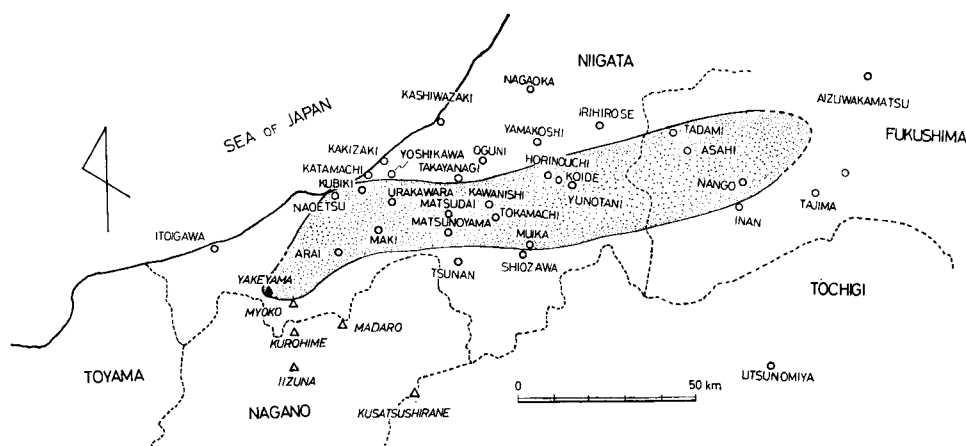 NIIGATA
NAGAOKA
AIZUWAKAMATSU
KASHIWAZAKI
IRIHIROSE
SEA OF JAPAN
YAMAKOSHI
TADAMI
FUKUSHIMA
KAKIZAKI
YOSHIKAWA
OGUNI
ASAHI
KATAMACHI
TAKAYANAGI
HORINOUCHI
KUBIKI
KOIDE
NANGO
URAKAWARA
KAWANISHI
YUNOTANI
NAOETSU
MATSUDAI
TOKAMACHI
TAJIMA
MATSUNOYAMA
INAN
ITOIGAWA
MAKI
MUIKA
ARAI
SHIOZAWA
TSUNAN
YAKEYAMA
TOCHIGI
MYOKO
MADARO
KUROHIME
TOYAMA
IIZUNA
0 50 km
UTSUNOMIYA
NAGANO
KUSATSUSHIRANE